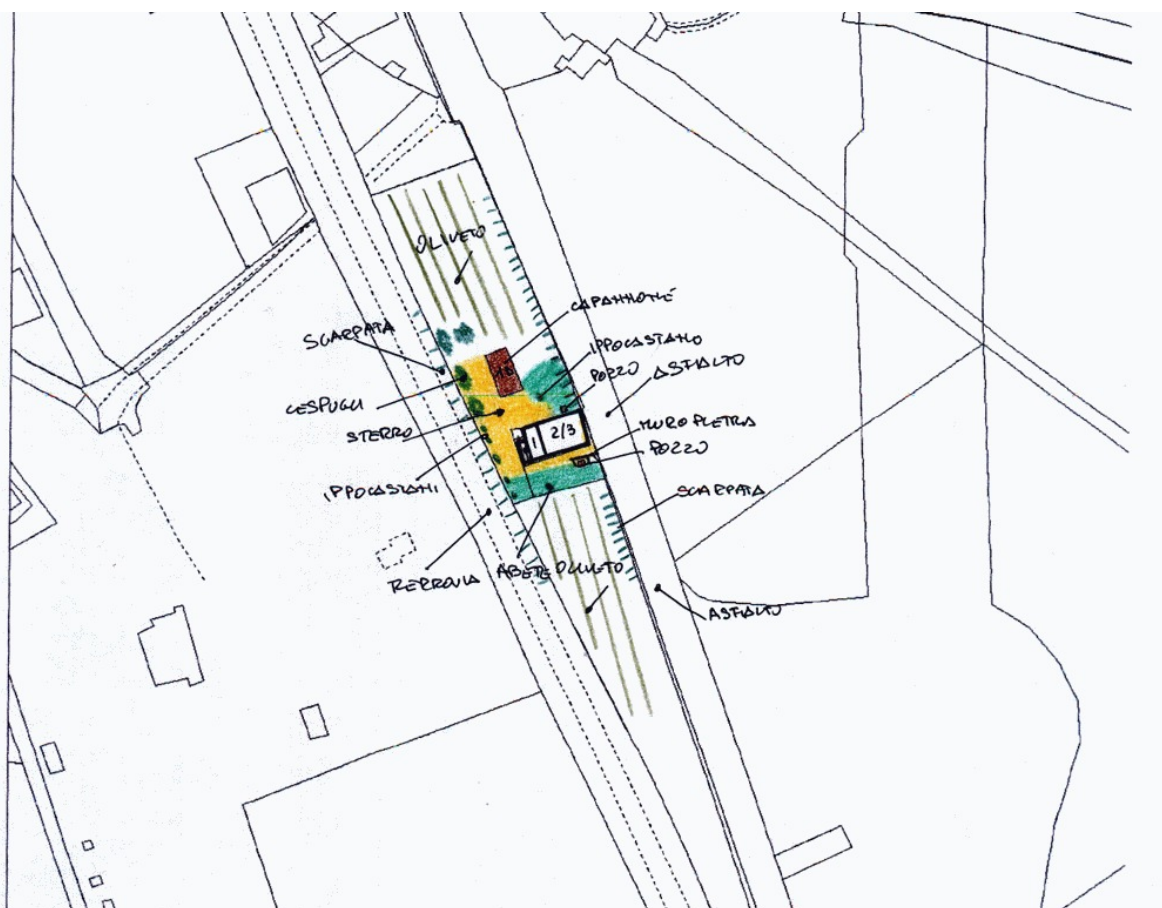 OLIVETO
CAPANNONE
SCARPATA
IPPOCASTANO
POZZO
ASFALTO
CESPUGLI
STERRO
1
2/3
MURO PIETRA
POZZO
IPPOCASTANI
SCARPATA
FERROVIA
ABETE
OLIVETO
ASFALTO